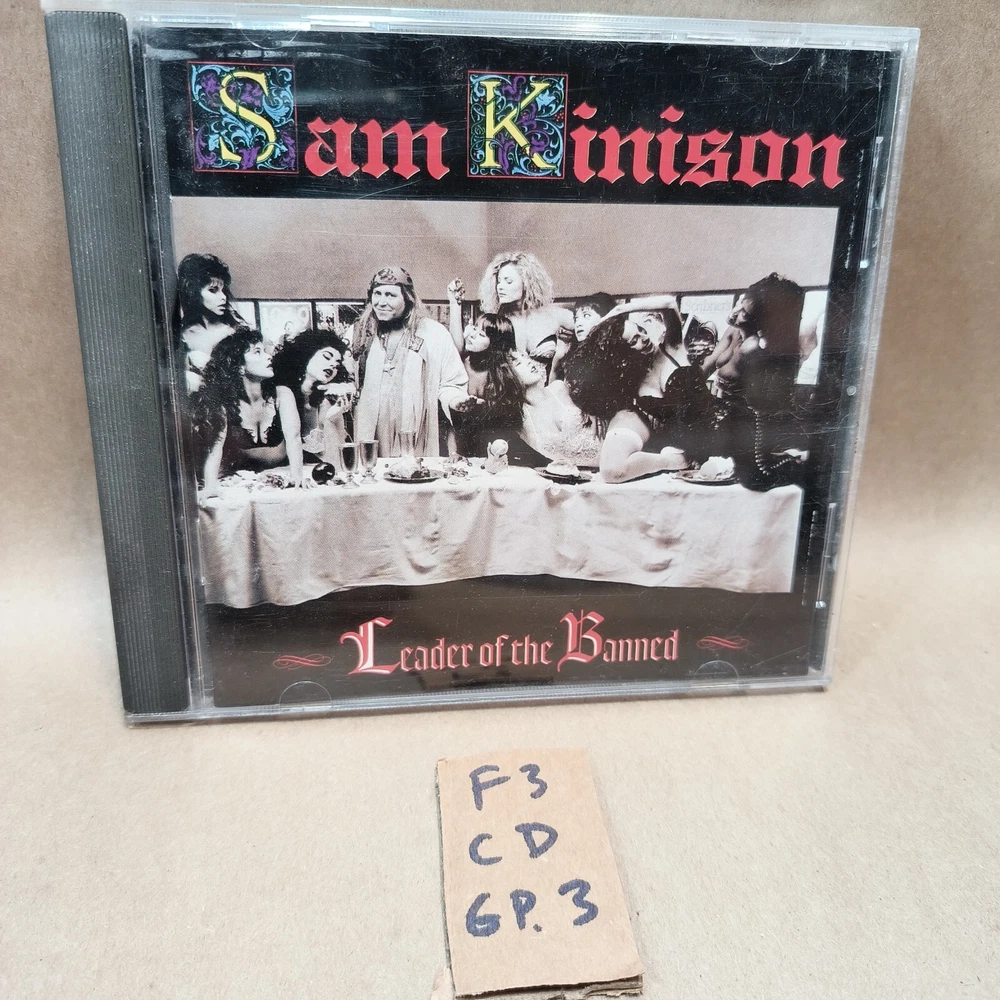 Sam Kinison
Leader of the Banned
F3
CD
GP. 3